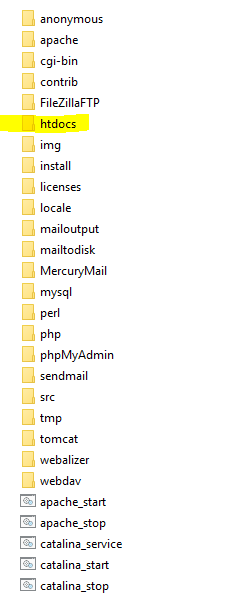 anonymous
apache
cgi-bin
contrib
FileZillaFTP
htdocs
img
install
licenses
locale
mailoutput
mailtodisk
MercuryMail
mysql
perl
php
phpMyAdmin
sendmail
src
tmp
tomcat
webalizer
webdav
apache_start
apache_stop
catalina_service
catalina_start
catalina_stop